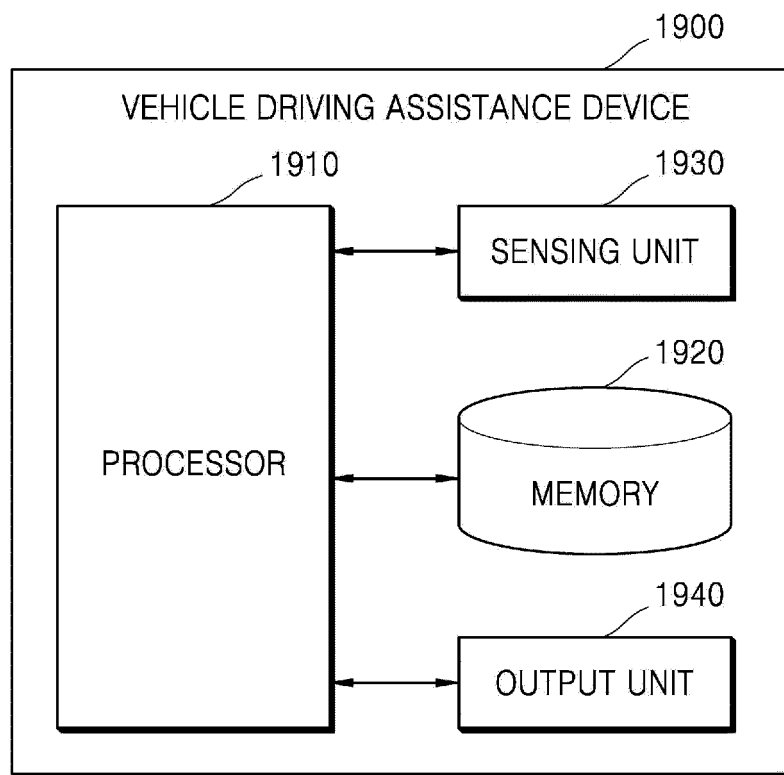 1900
VEHICLE DRIVING ASSISTANCE DEVICE
1910
1930
SENSING UNIT
1920
PROCESSOR
MEMORY
1940
OUTPUT UNIT